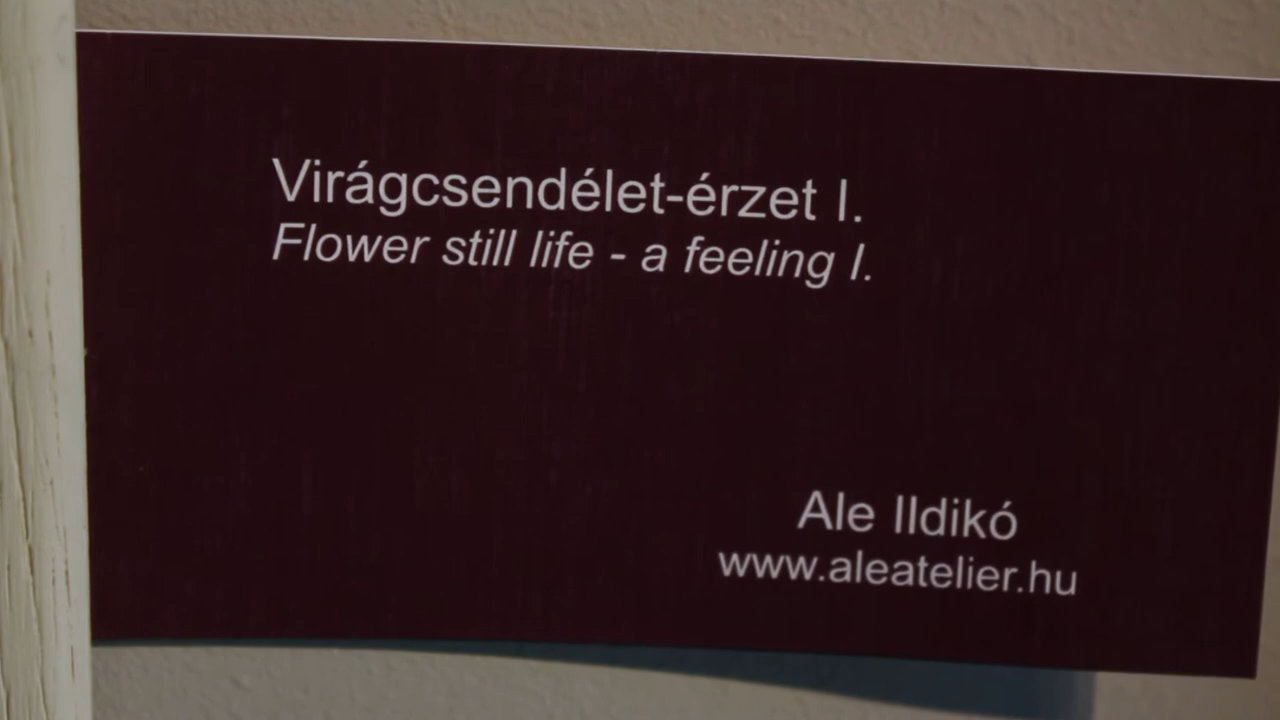 Virágcsendélet-érzet I.
Flower still life - a feeling I.
Ale Ildikó
www.aleatelier.hu